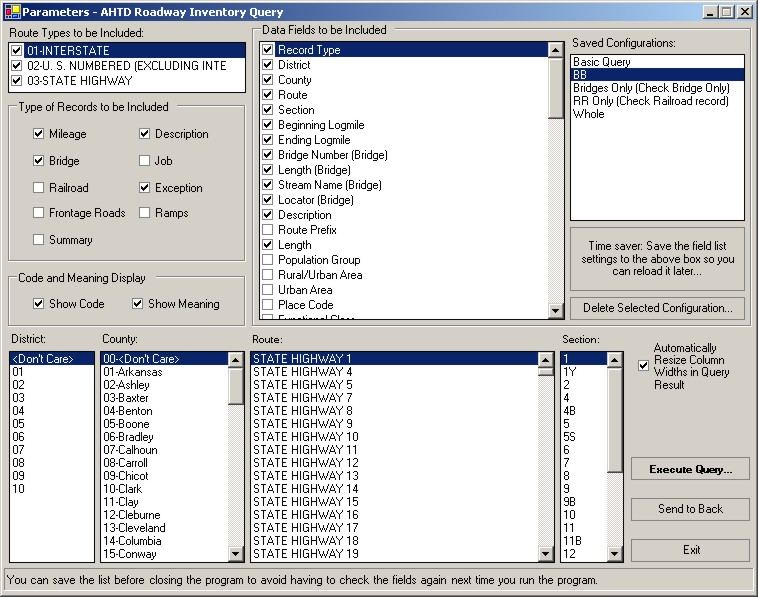 Parameters - AHTD Roadway Inventory Query
Route Types to be Included:
01-INTERSTATE
02-U. S. NUMBERED (EXCLUDING INTE
03-STATE HIGHWAY
Type of Records to be Included
Mileage
Description
Bridge
Job
Railroad
Exception
Frontage Roads
Ramps
Summary
Code and Meaning Display
Show Code
Show Meaning
Data Fields to be Included
Record Type
District
County
Route
Section
Beginning Logmile
Ending Logmile
Bridge Number (Bridge)
Length (Bridge)
Stream Name (Bridge)
Locator (Bridge)
Description
Route Prefix
Length
Population Group
Rural/Urban Area
Urban Area
Place Code
Functional Class
Saved Configurations:
Basic Query
BB
Bridges Only (Check Bridge Only)
RR Only (Check Railroad record)
Whole
Time saver: Save the field list
settings to the above box so you
can reload it later...
Delete Selected Configuration...
District:
<Don't Care>
01
02
03
04
05
06
07
08
09
10
County:
00-<Don't Care>
01-Arkansas
02-Ashley
03-Baxter
04-Benton
05-Boone
06-Bradley
07-Calhoun
08-Carroll
09-Chicot
10-Clark
11-Clay
12-Cleburne
13-Cleveland
14-Columbia
15-Conway
Route:
STATE HIGHWAY 1
STATE HIGHWAY 4
STATE HIGHWAY 5
STATE HIGHWAY 7
STATE HIGHWAY 8
STATE HIGHWAY 9
STATE HIGHWAY 10
STATE HIGHWAY 11
STATE HIGHWAY 12
STATE HIGHWAY 13
STATE HIGHWAY 14
STATE HIGHWAY 15
STATE HIGHWAY 16
STATE HIGHWAY 17
STATE HIGHWAY 18
STATE HIGHWAY 19
Section:
1
1Y
2
4
4B
5
5S
6
7
8
9
9B
10
11
11B
12
Automatically
Resize Column
Widths in Query
Result
Execute Query...
Send to Back
Exit
You can save the list before closing the program to avoid having to check the fields again next time you run the program.